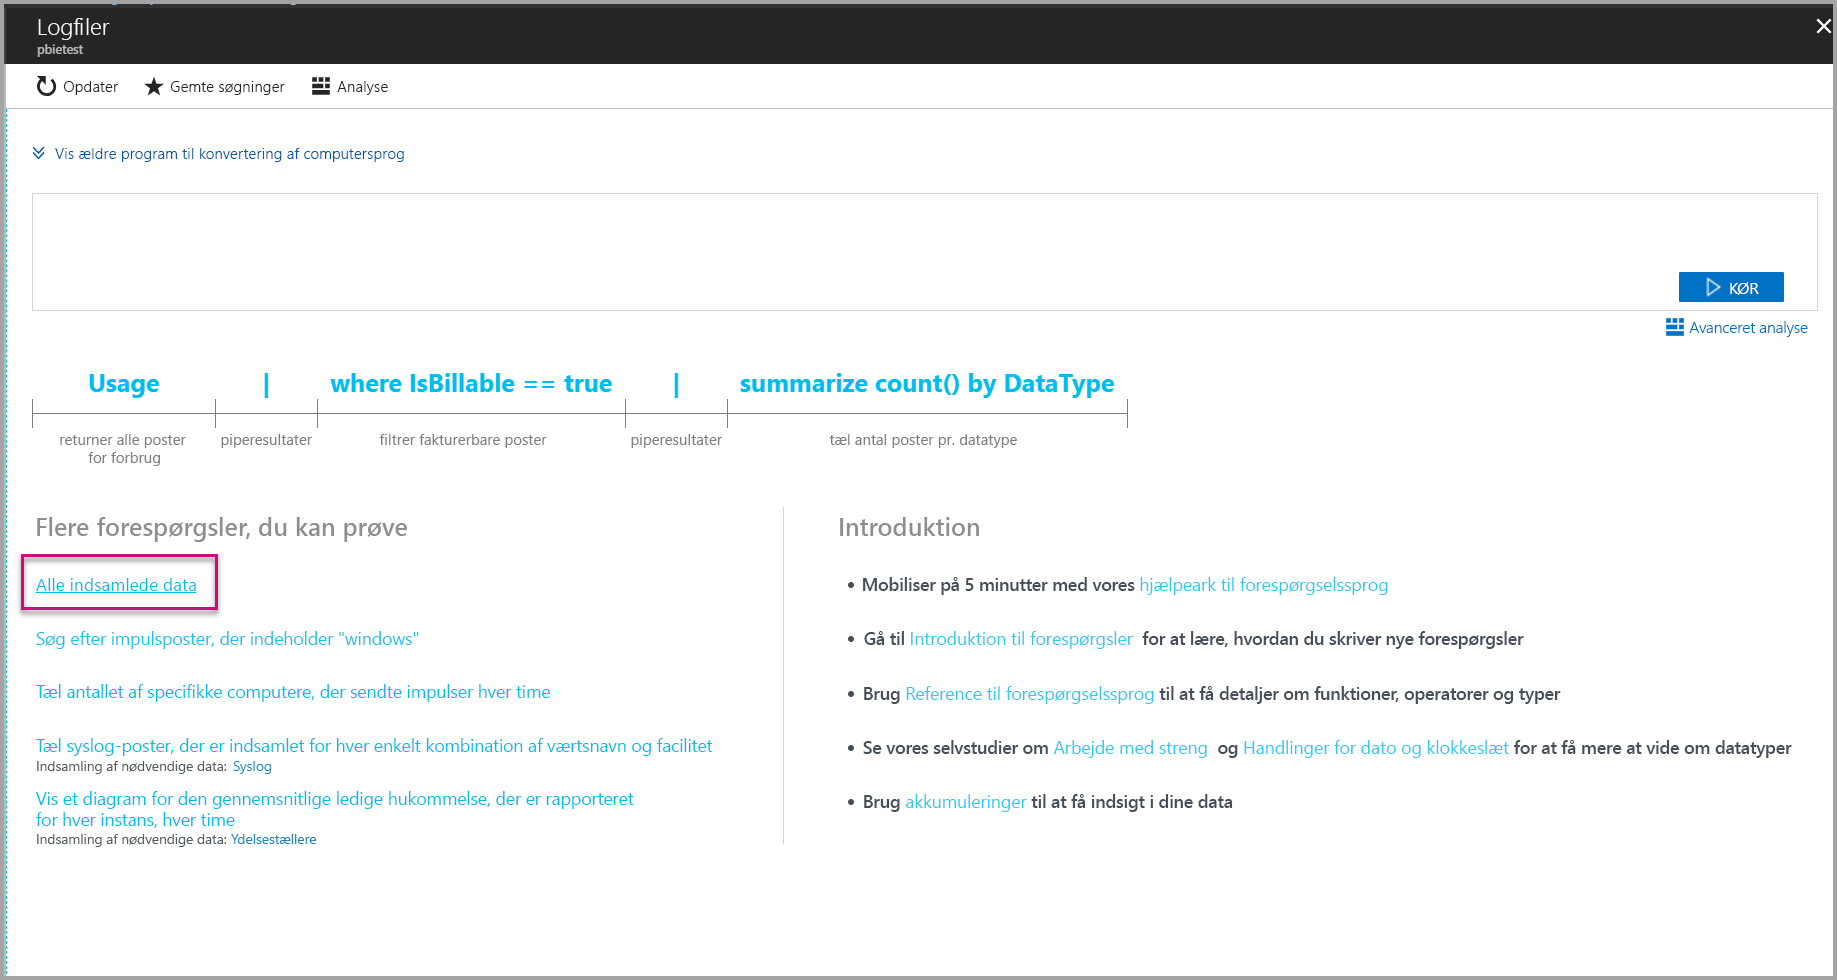 Logfiler
pbietest
Opdater Gemte søgninger Analyse
Vis ældre program til konvertering af computersprog
KØR
Avanceret analyse
Usage | where IsBillable == true | summarize count() by DataType
returner alle poster
for forbrug
piperesultater
filtrer fakturerbare poster
piperesultater
tæl antal poster pr. datatype
Flere forespørgsler, du kan prøve
Alle indsamlede data
Søg efter impulsposter, der indeholder "windows"
Tæl antallet af specifikke computere, der sendte impulser hver time
Tæl syslog-poster, der er indsamlet for hver enkelt kombination af værtsnavn og facilitet
Indsamling af nødvendige data: Syslog
Vis et diagram for den gennemsnitlige ledige hukommelse, der er rapporteret
for hver instans, hver time
Indsamling af nødvendige data: Ydelsestællere
Introduktion
• Mobiliser på 5 minutter med vores hjælpeark til forespørgselssprog
• Gå til Introduktion til forespørgsler for at lære, hvordan du skriver nye forespørgsler
• Brug Reference til forespørgselssprog til at få detaljer om funktioner, operatorer og typer
• Se vores selvstudier om Arbejde med streng og Handlinger for dato og klokkeslæt for at få mere at vide om datatyper
• Brug akkumuleringer til at få indsigt i dine data